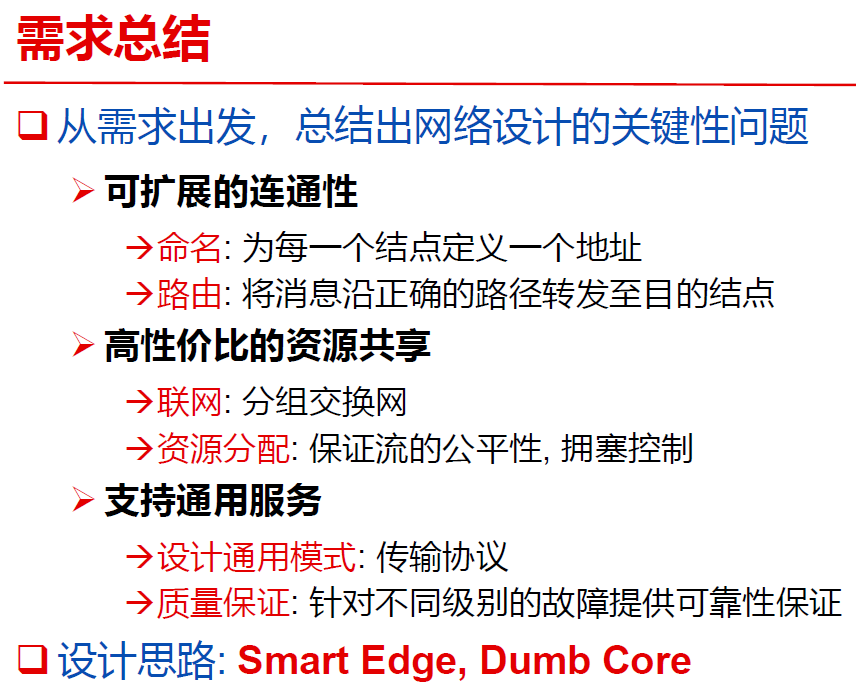 需求总结
从需求出发，总结出网络设计的关键性问题
可扩展的连通性
命名: 为每一个结点定义一个地址
路由: 将消息沿正确的路径转发至目的结点
高性价比的资源共享
联网: 分组交换网
资源分配: 保证流的公平性, 拥塞控制
支持通用服务
设计通用模式: 传输协议
质量保证: 针对不同级别的故障提供可靠性保证
设计思路: Smart Edge, Dumb Core